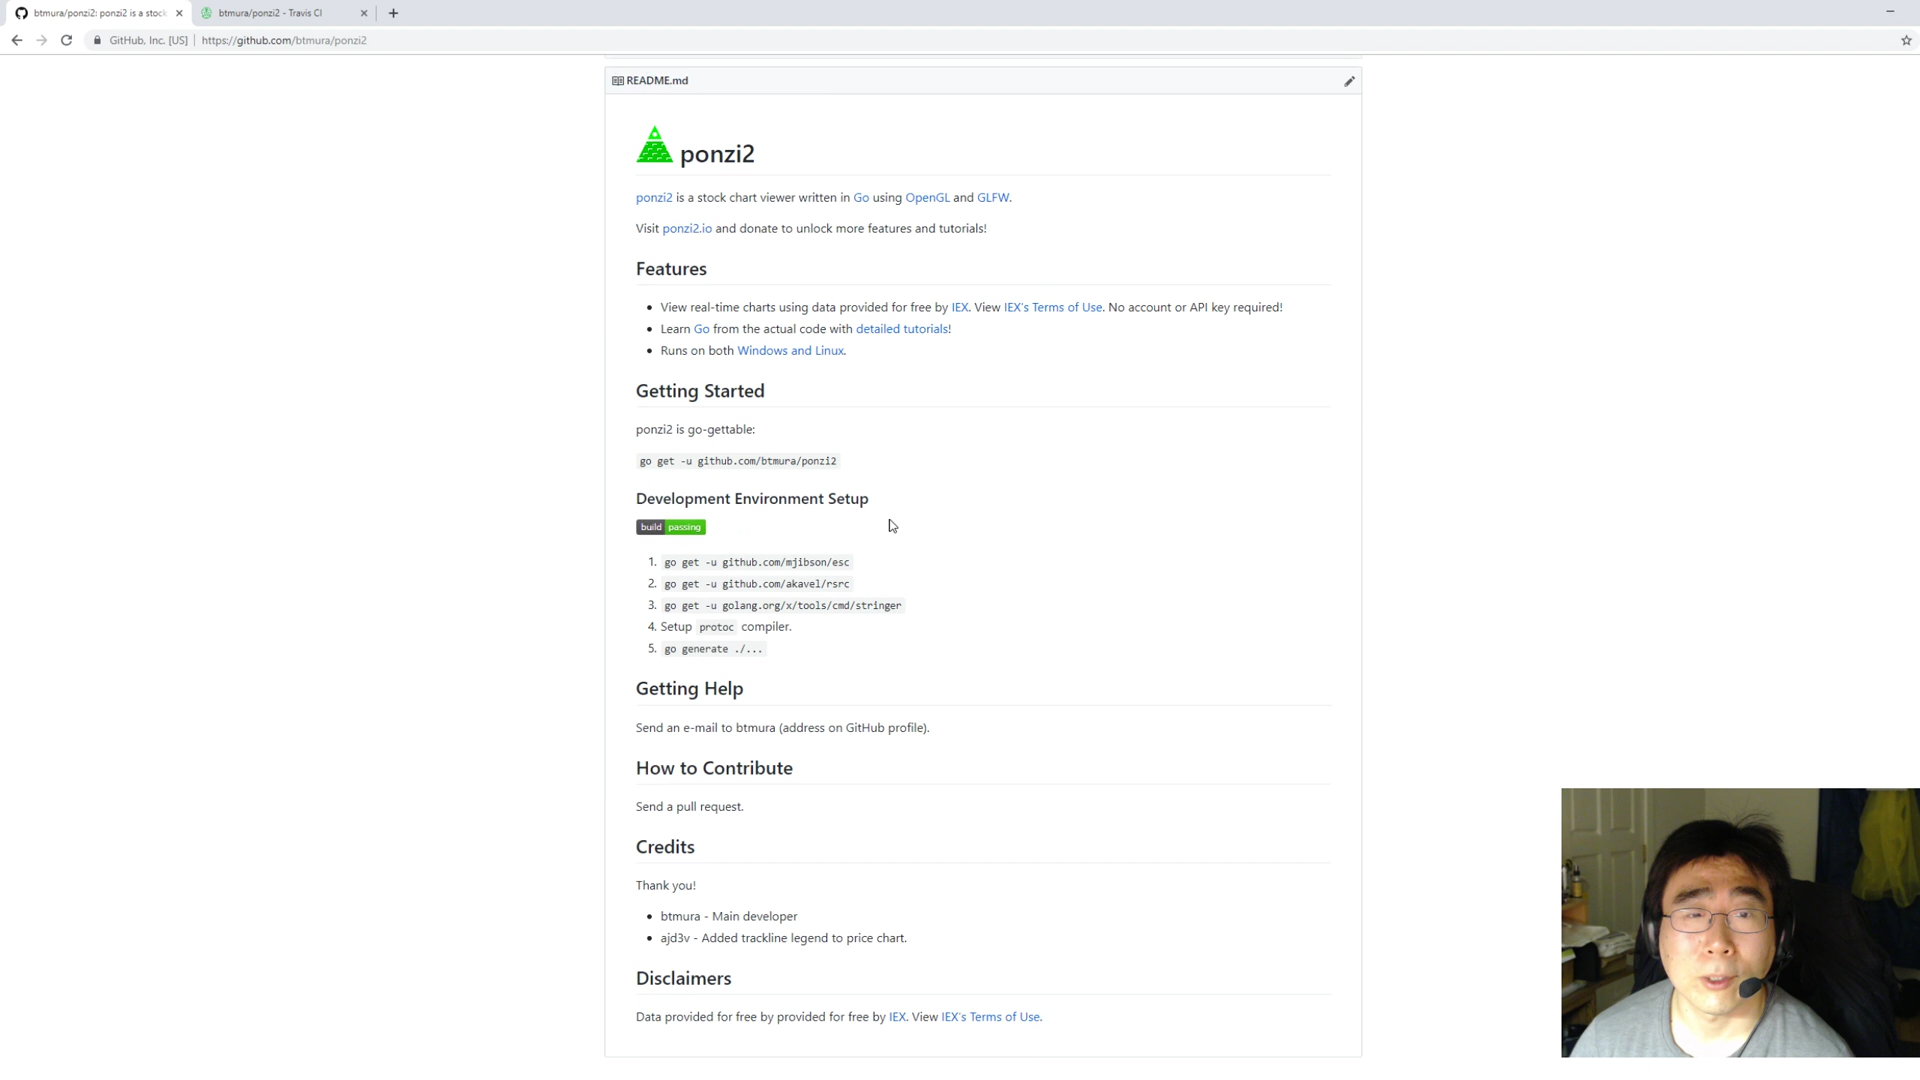 btmura/ponzi2: ponzi2 is a stock
btmura/ponzi2 - Travis CI
GitHub, Inc. [US]
https://github.com/btmura/ponzi2
README.md
ponzi2
ponzi2 is a stock chart viewer written in Go using OpenGL and GLFW.
Visit ponzi2.io and donate to unlock more features and tutorials!
Features
View real-time charts using data provided for free by IEX. View IEX's Terms of Use. No account or API key required!
Learn Go from the actual code with detailed tutorials!
Runs on both Windows and Linux.
Getting Started
ponzi2 is go-gettable:
go get -u github.com/btmura/ponzi2
Development Environment Setup
build passing
1. go get -u github.com/mjibson/esc
2. go get -u github.com/akavel/rsrc
3. go get -u golang.org/x/tools/cmd/stringer
4. Setup protoc compiler.
5. go generate ./...
Getting Help
Send an e-mail to btmura (address on GitHub profile).
How to Contribute
Send a pull request.
Credits
Thank you!
btmura - Main developer
ajd3v - Added trackline legend to price chart.
Disclaimers
Data provided for free by provided for free by IEX. View IEX's Terms of Use.